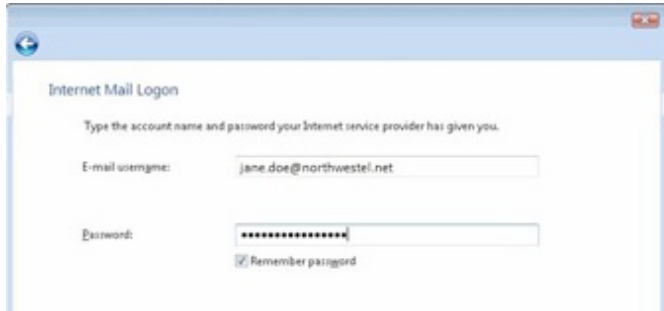 Internet Mail Logon
Type the account name and password your Internet service provider has given you.
E-mail username:
jane.doe@northwestel.net
Password:
••••••••••••••••
Remember password